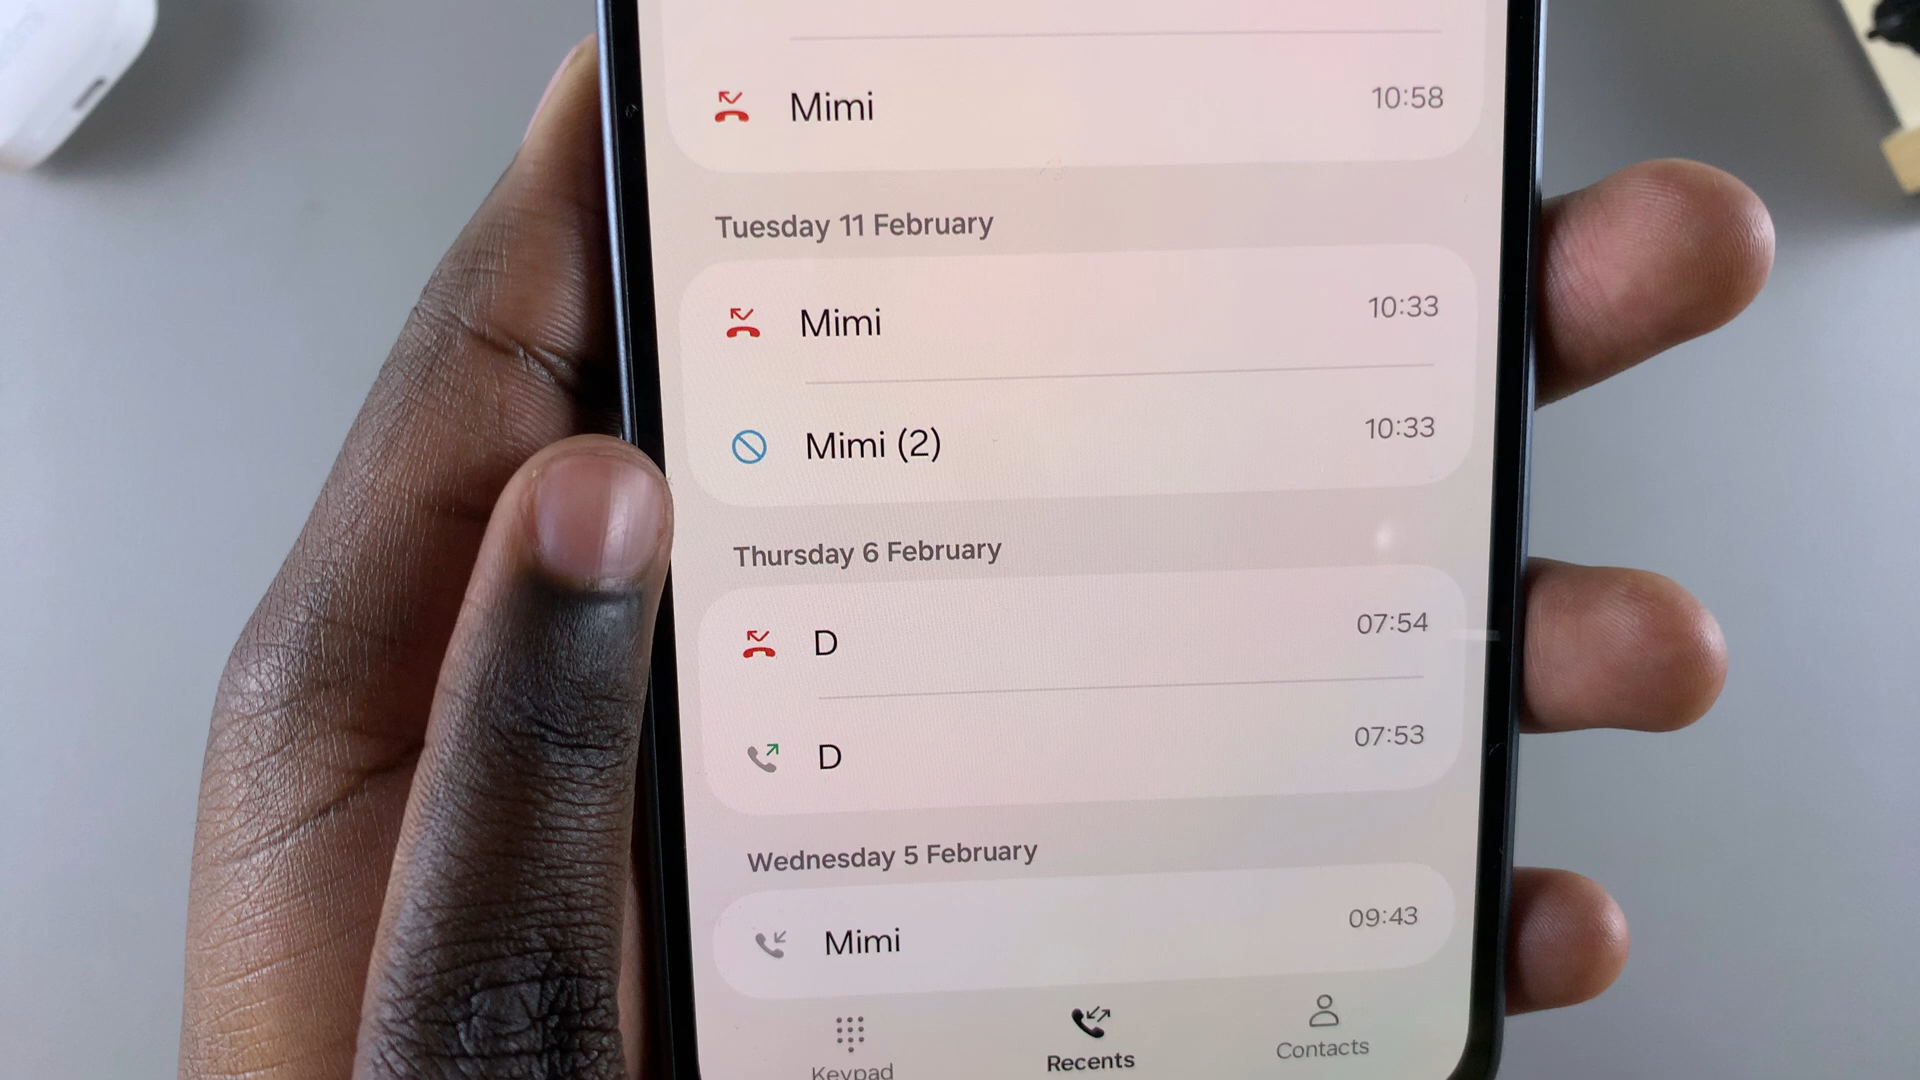 Mimi 10:58
Tuesday 11 February
Mimi 10:33
Mimi (2) 10:33
Thursday 6 February
D 07:54
D 07:53
Wednesday 5 February
Mimi 09:43
Keypad Recents Contacts